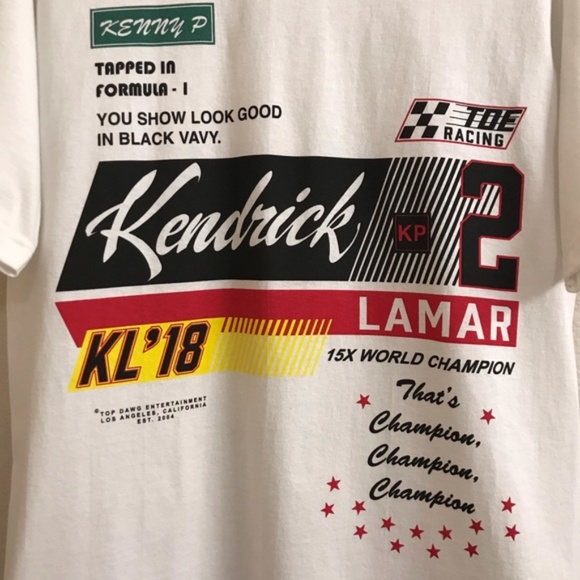 KENNY P
TAPPED IN
FORMULA - 1
YOU SHOW LOOK GOOD
IN BLACK VAVY.
TDE
RACING
Kendrick
KP
2
LAMAR
KL'18
15X WORLD CHAMPION
©TOP DAWG ENTERTAINMENT
LOS ANGELES, CALIFORNIA
EST. 2004
That's
Champion,
Champion,
Champion